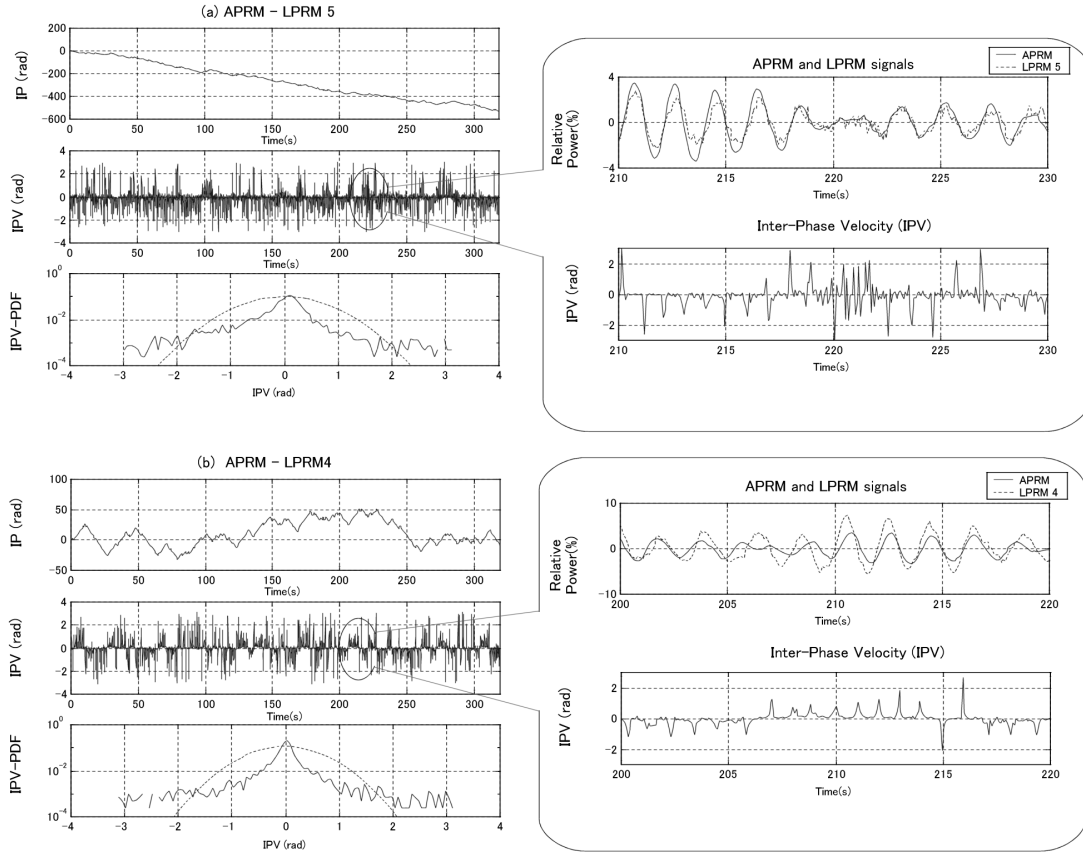 (a) APRM - LPRM 5
IP (rad)
200
0
-200
-400
-600
0 50 100 150 200 250 300
Time(s)
IPV (rad)
4
2
0
-2
-4
0 50 100 150 200 250 300
Time(s)
IPV-PDF
10^0
10^-2
10^-4
-4 -3 -2 -1 0 1 2 3 4
IPV (rad)
APRM and LPRM signals
APRM
LPRM 5
Relative
Power(%)
4
0
-4
210 215 220 225 230
Time(s)
Inter-Phase Velocity (IPV)
IPV (rad)
2
0
-2
210 215 220 225 230
Time(s)
(b) APRM - LPRM4
IP (rad)
100
50
0
-50
0 50 100 150 200 250 300
Time(s)
IPV (rad)
4
2
0
-2
-4
0 50 100 150 200 250 300
Time(s)
IPV-PDF
10^0
10^-2
10^-4
-4 -3 -2 -1 0 1 2 3 4
IPV (rad)
APRM and LPRM signals
APRM
LPRM 4
Relative
Power(%)
10
0
-10
200 205 210 215 220
Time(s)
Inter-Phase Velocity (IPV)
IPV (rad)
2
0
-2
200 205 210 215 220
Time(s)